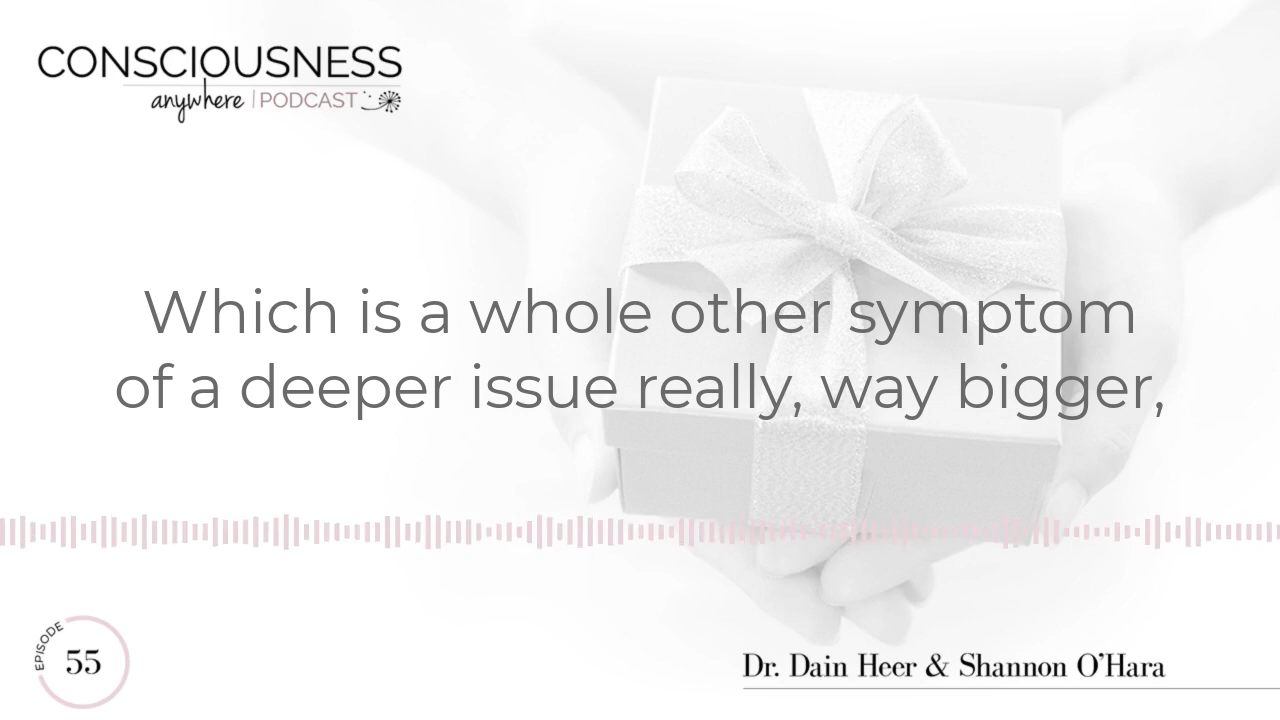 CONSCIOUSNESS
anywhere | PODCAST
Which is a whole other symptom
of a deeper issue really, way bigger,
EPISODE
55
Dr. Dain Heer & Shannon O'Hara